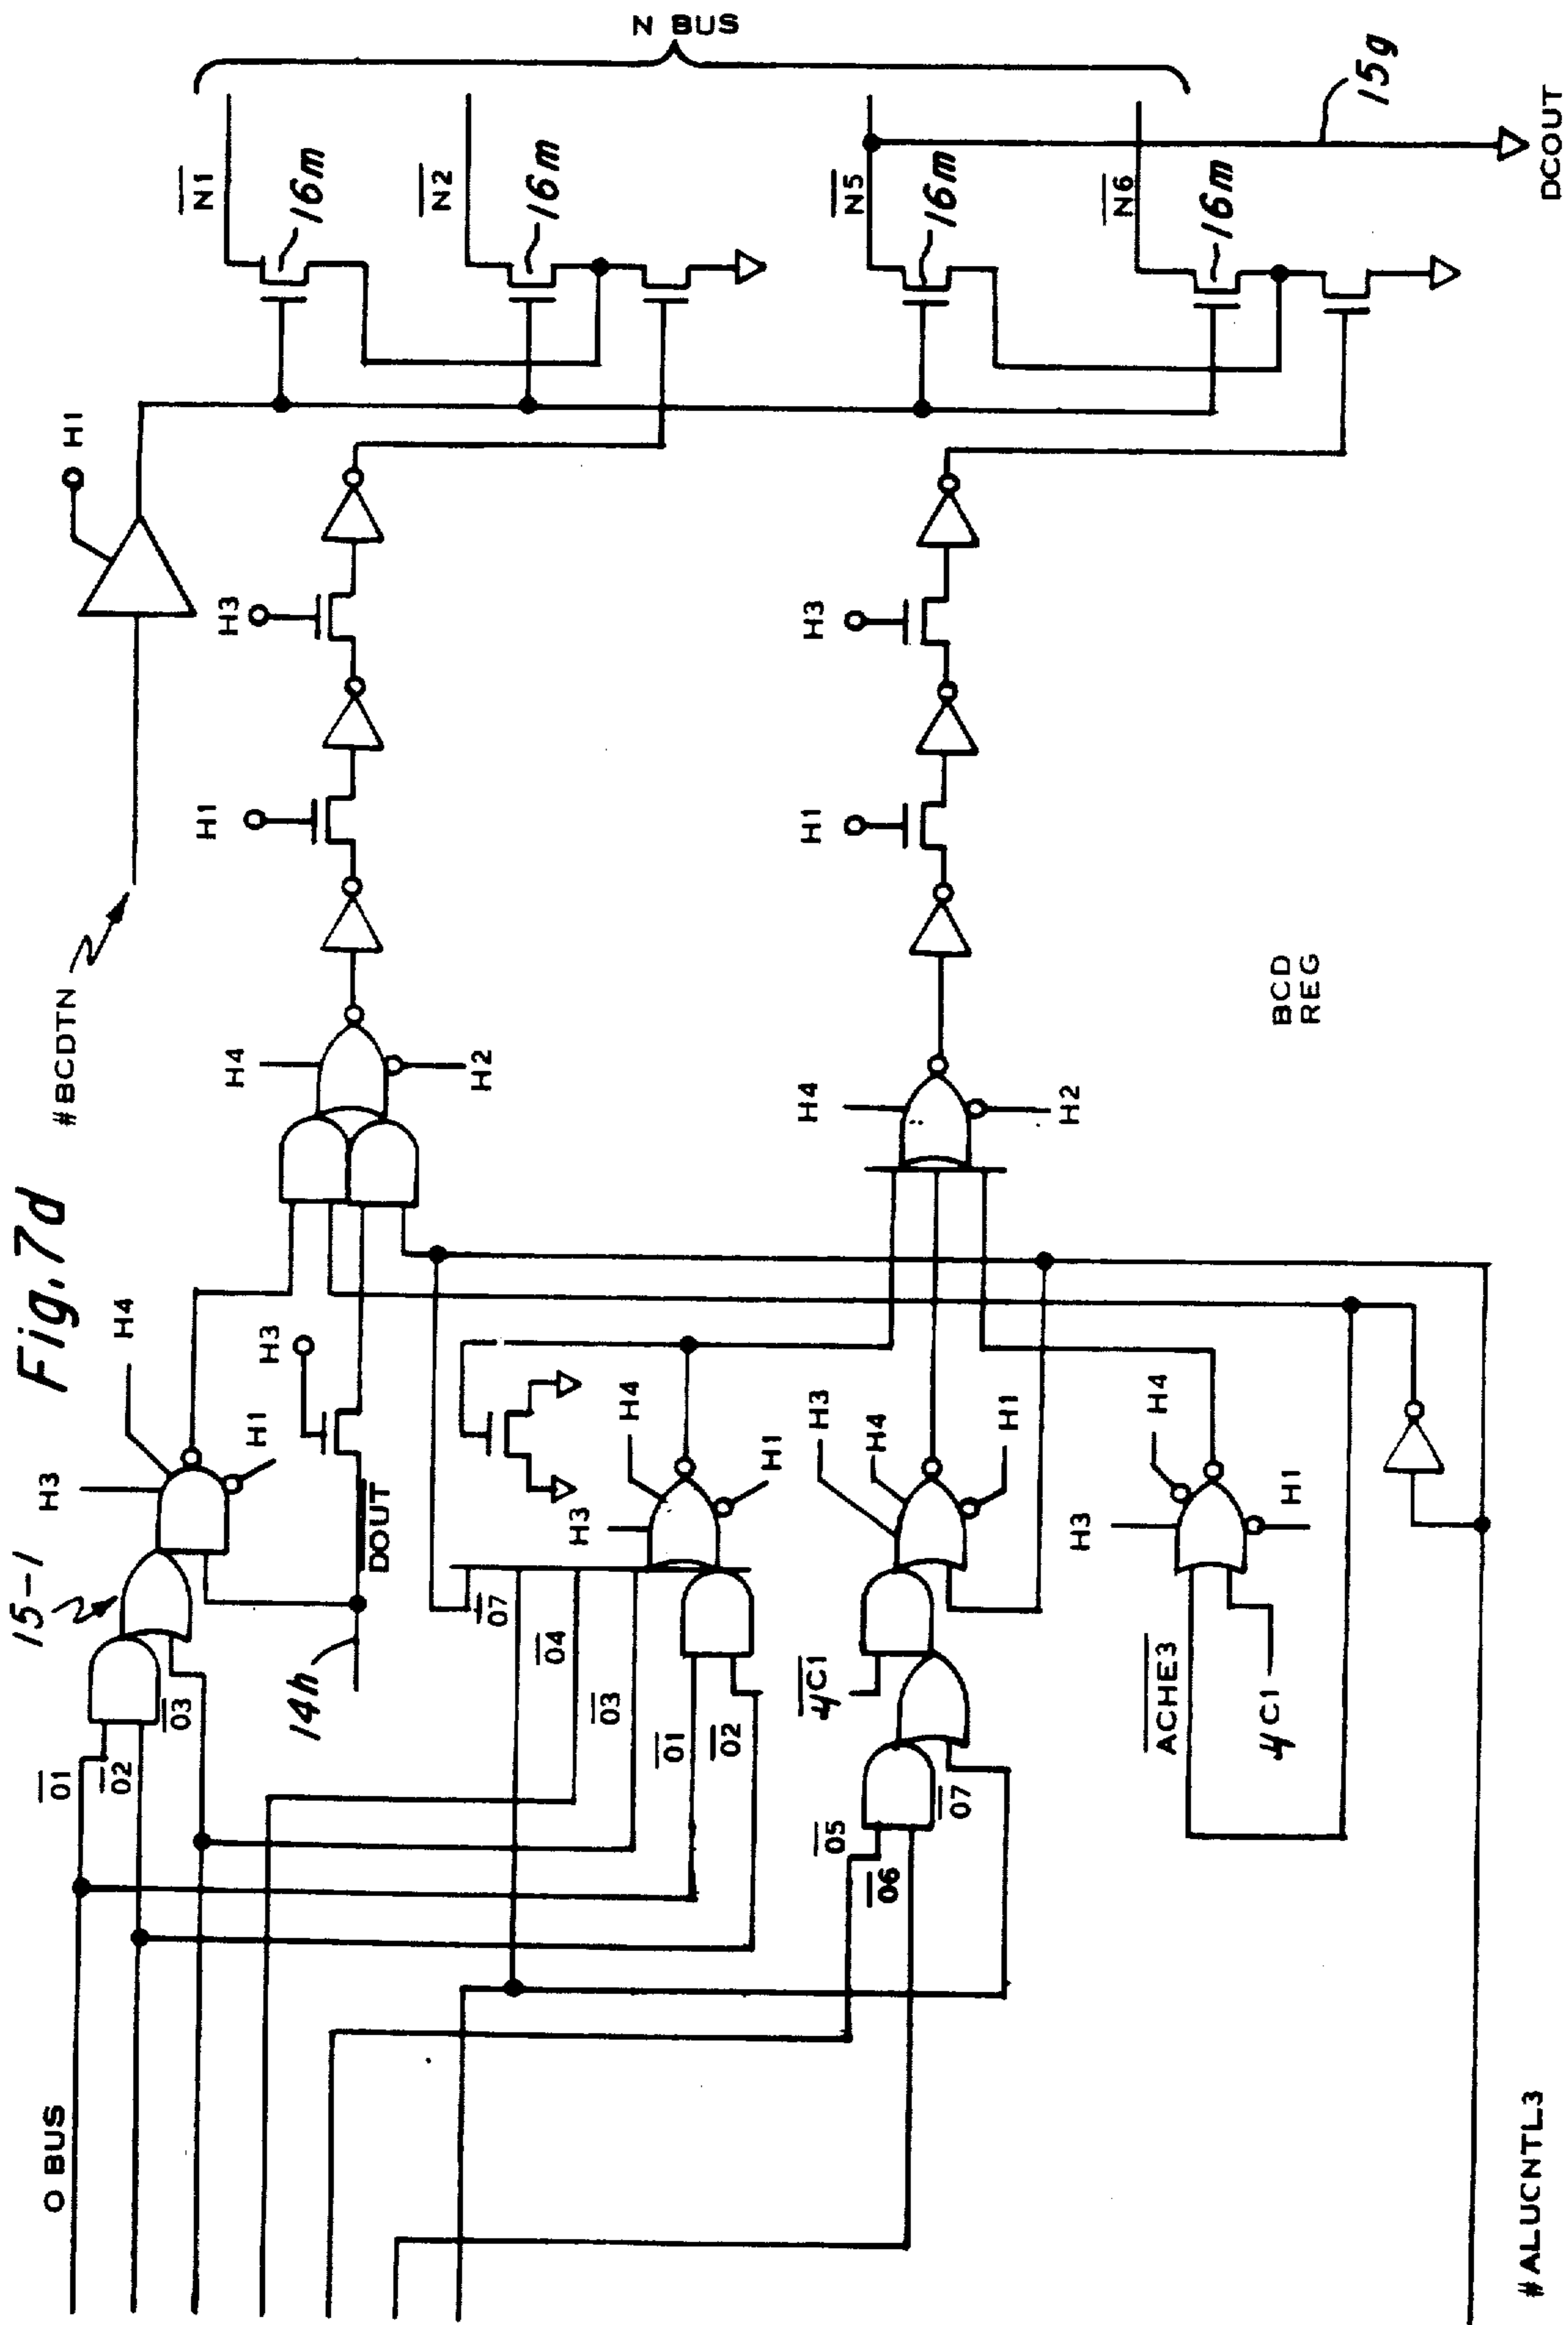 Fig. 7d
N BUS
N1
16m
N2
16m
N5
16m
N6
16m
15g
DCOUT
H1
#BCDTN
H3
H1
H4
H2
H3
H1
H4
H2
BCD
REG
15-1
H3
H4
H1
H3
DOUT
14h
O BUS
01
02
03
07
04
03
01
02
H3
H4
H1
4C1
H3
H4
H1
05
06
07
ACHE3
4C1
H3
H4
H1
#ALUCNTL3